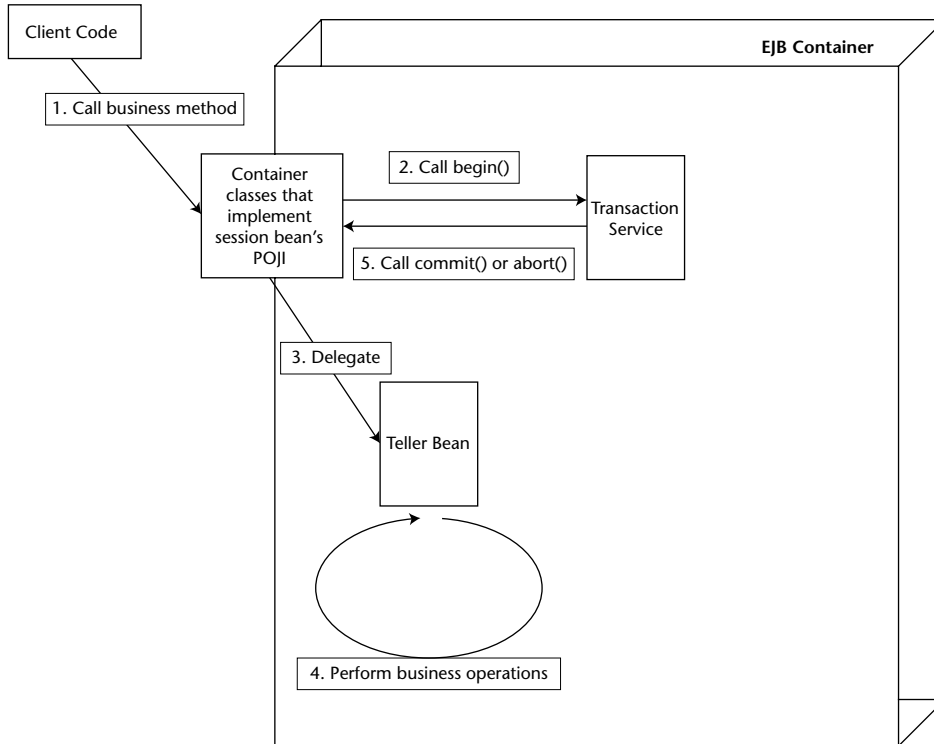 Client Code
EJB Container
1. Call business method
Container
classes that
implement
session bean's
POJI
2. Call begin()
Transaction
Service
5. Call commit() or abort()
3. Delegate
Teller Bean
4. Perform business operations